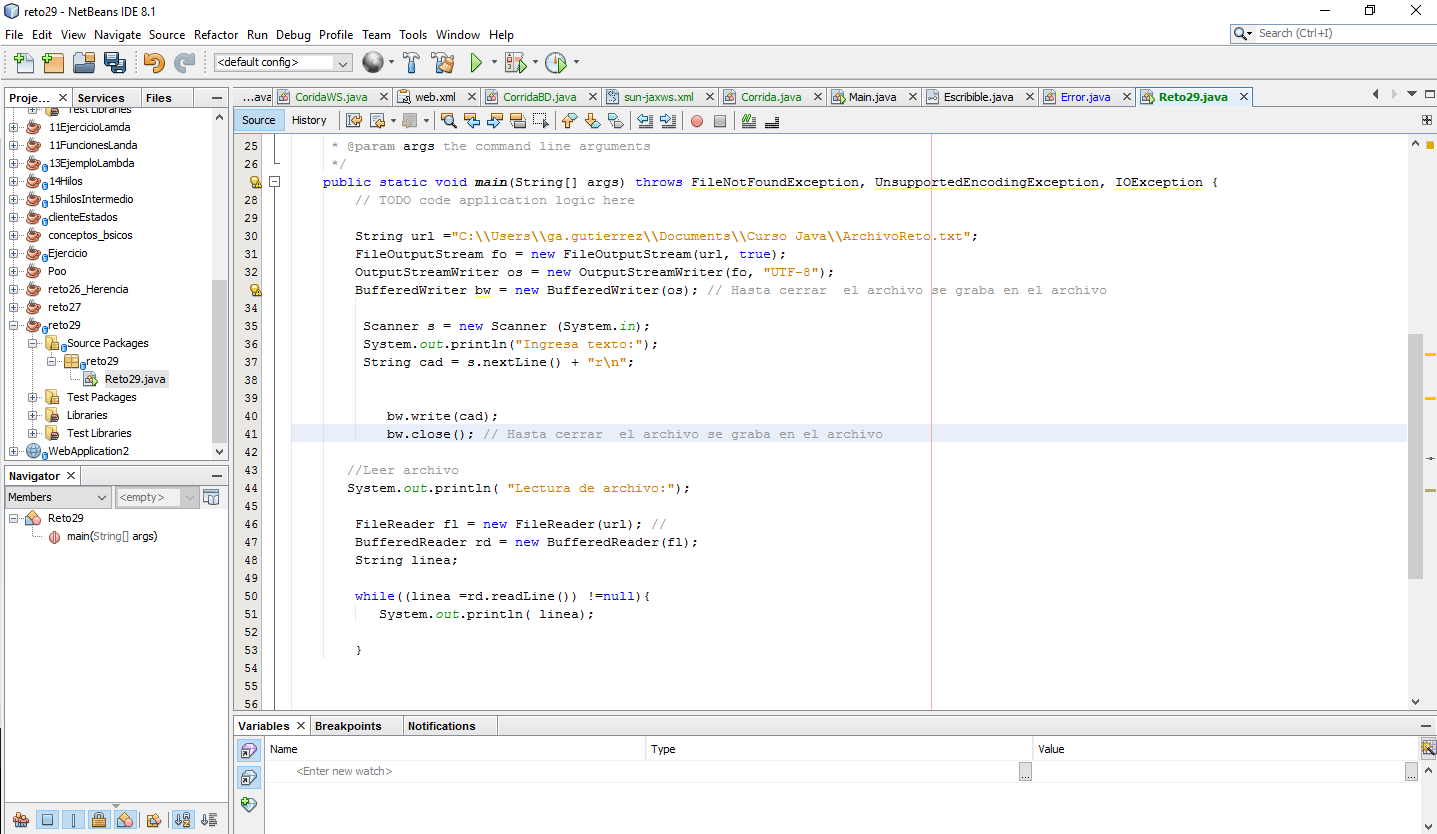 reto29 - NetBeans IDE 8.1
File Edit View Navigate Source Refactor Run Debug Profile Team Tools Window Help
Search (Ctrl+I)
<default config>
Proje... Services Files
Test Libraries
11EjercicioLamda
11FuncionesLanda
13EjemploLambda
14Hilos
15hilosIntermedio
clienteEstados
conceptos_bsicos
Ejercicio
Poo
reto26_Herencia
reto27
reto29
Source Packages
reto29
Reto29.java
Test Packages
Libraries
Test Libraries
WebApplication2
Navigator
Members <empty>
Reto29
main(String[] args)
...ava CoridaWS.java web.xml CorridaBD.java sun-jaxws.xml Corrida.java Main.java Escribible.java Error.java Reto29.java
Source History
25 * @param args the command line arguments
26 */
public static void main(String[] args) throws FileNotFoundException, UnsupportedEncodingException, IOException {
28 // TODO code application logic here
29
30 String url ="C:\\Users\\ga.gutierrez\\Documents\\Curso Java\\ArchivoReto.txt";
31 FileOutputStream fo = new FileOutputStream(url, true);
32 OutputStreamWriter os = new OutputStreamWriter(fo, "UTF-8");
BufferedWriter bw = new BufferedWriter(os); // Hasta cerrar  el archivo se graba en el archivo
34
35 Scanner s = new Scanner (System.in);
36 System.out.println("Ingresa texto:");
37 String cad = s.nextLine() + "r\n";
38
39
40 bw.write(cad);
41 bw.close(); // Hasta cerrar  el archivo se graba en el archivo
42
43 //Leer archivo
44 System.out.println( "Lectura de archivo:");
45
46 FileReader fl = new FileReader(url); //
47 BufferedReader rd = new BufferedReader(fl);
48 String linea;
49
50 while((linea =rd.readLine()) !=null){
51 System.out.println( linea);
52
53 }
54
55
56
Variables Breakpoints Notifications
Name Type Value
<Enter new watch> ... ...